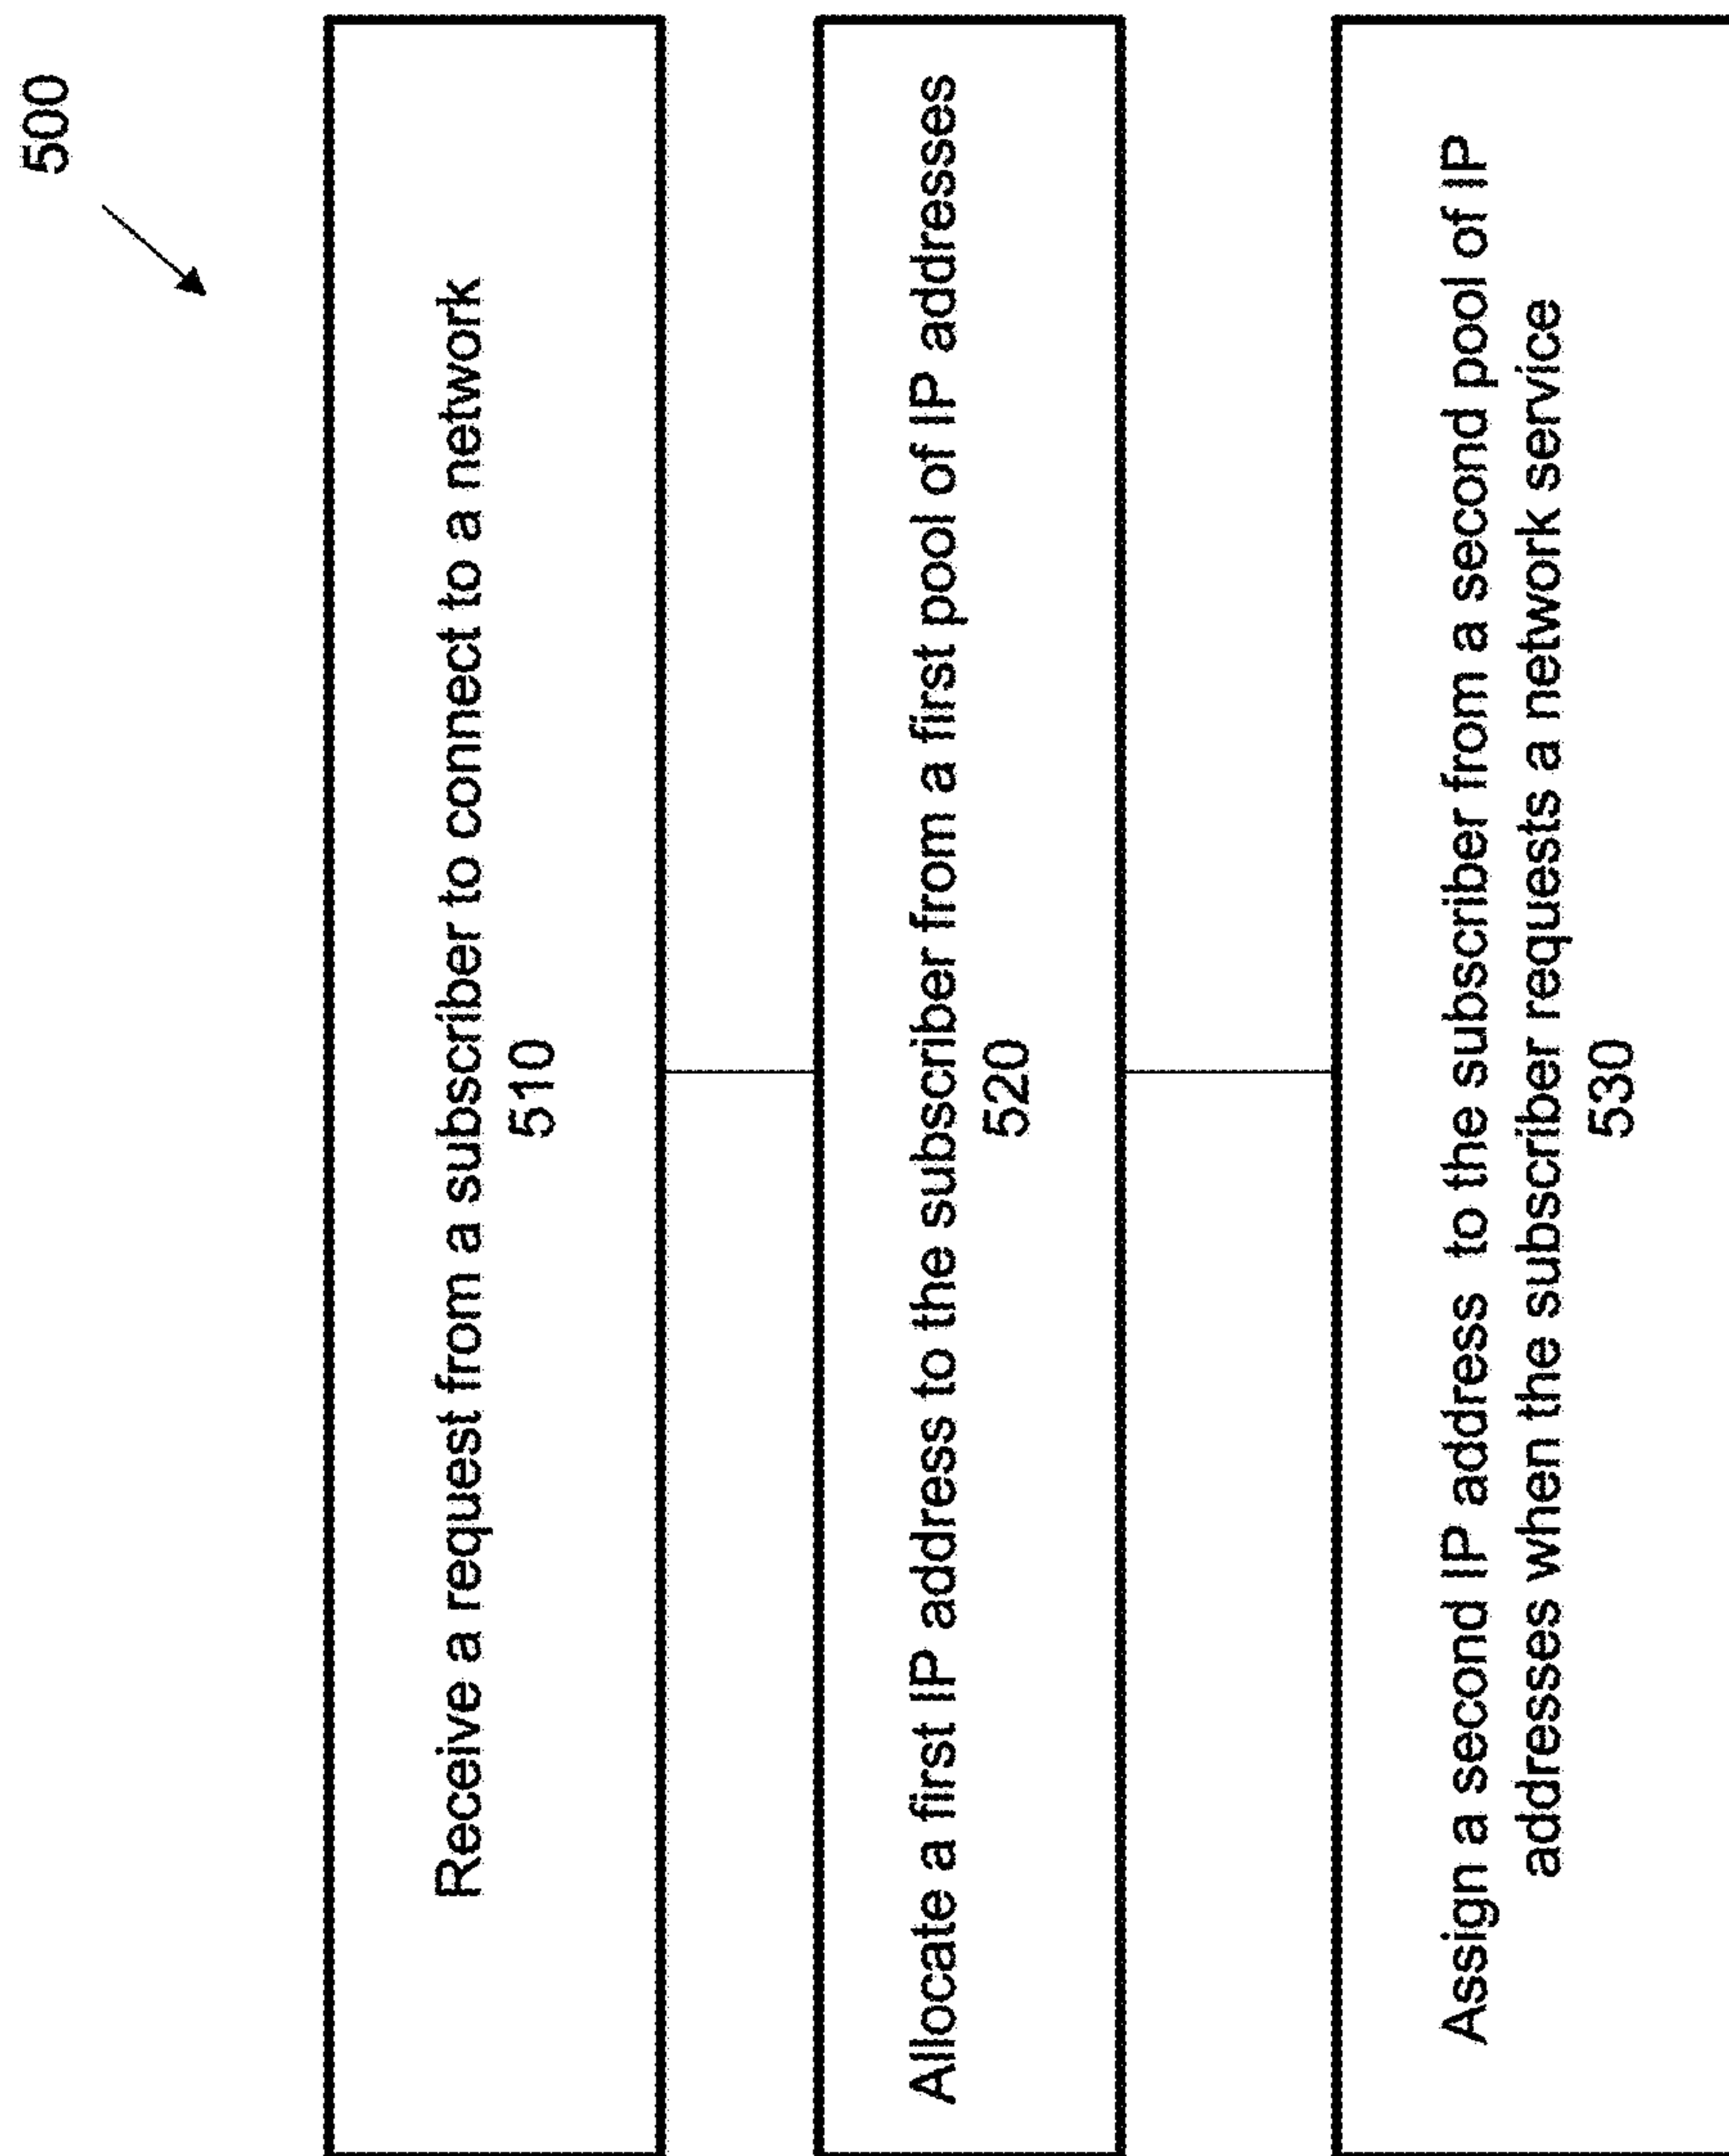 500
Receive a request from a subscriber to connect to a network
510
Allocate a first IP address to the subscriber from a first pool of IP addresses
520
Assign a second IP address to the subscriber from a second pool of IP
addresses when the subscriber requests a network service
530